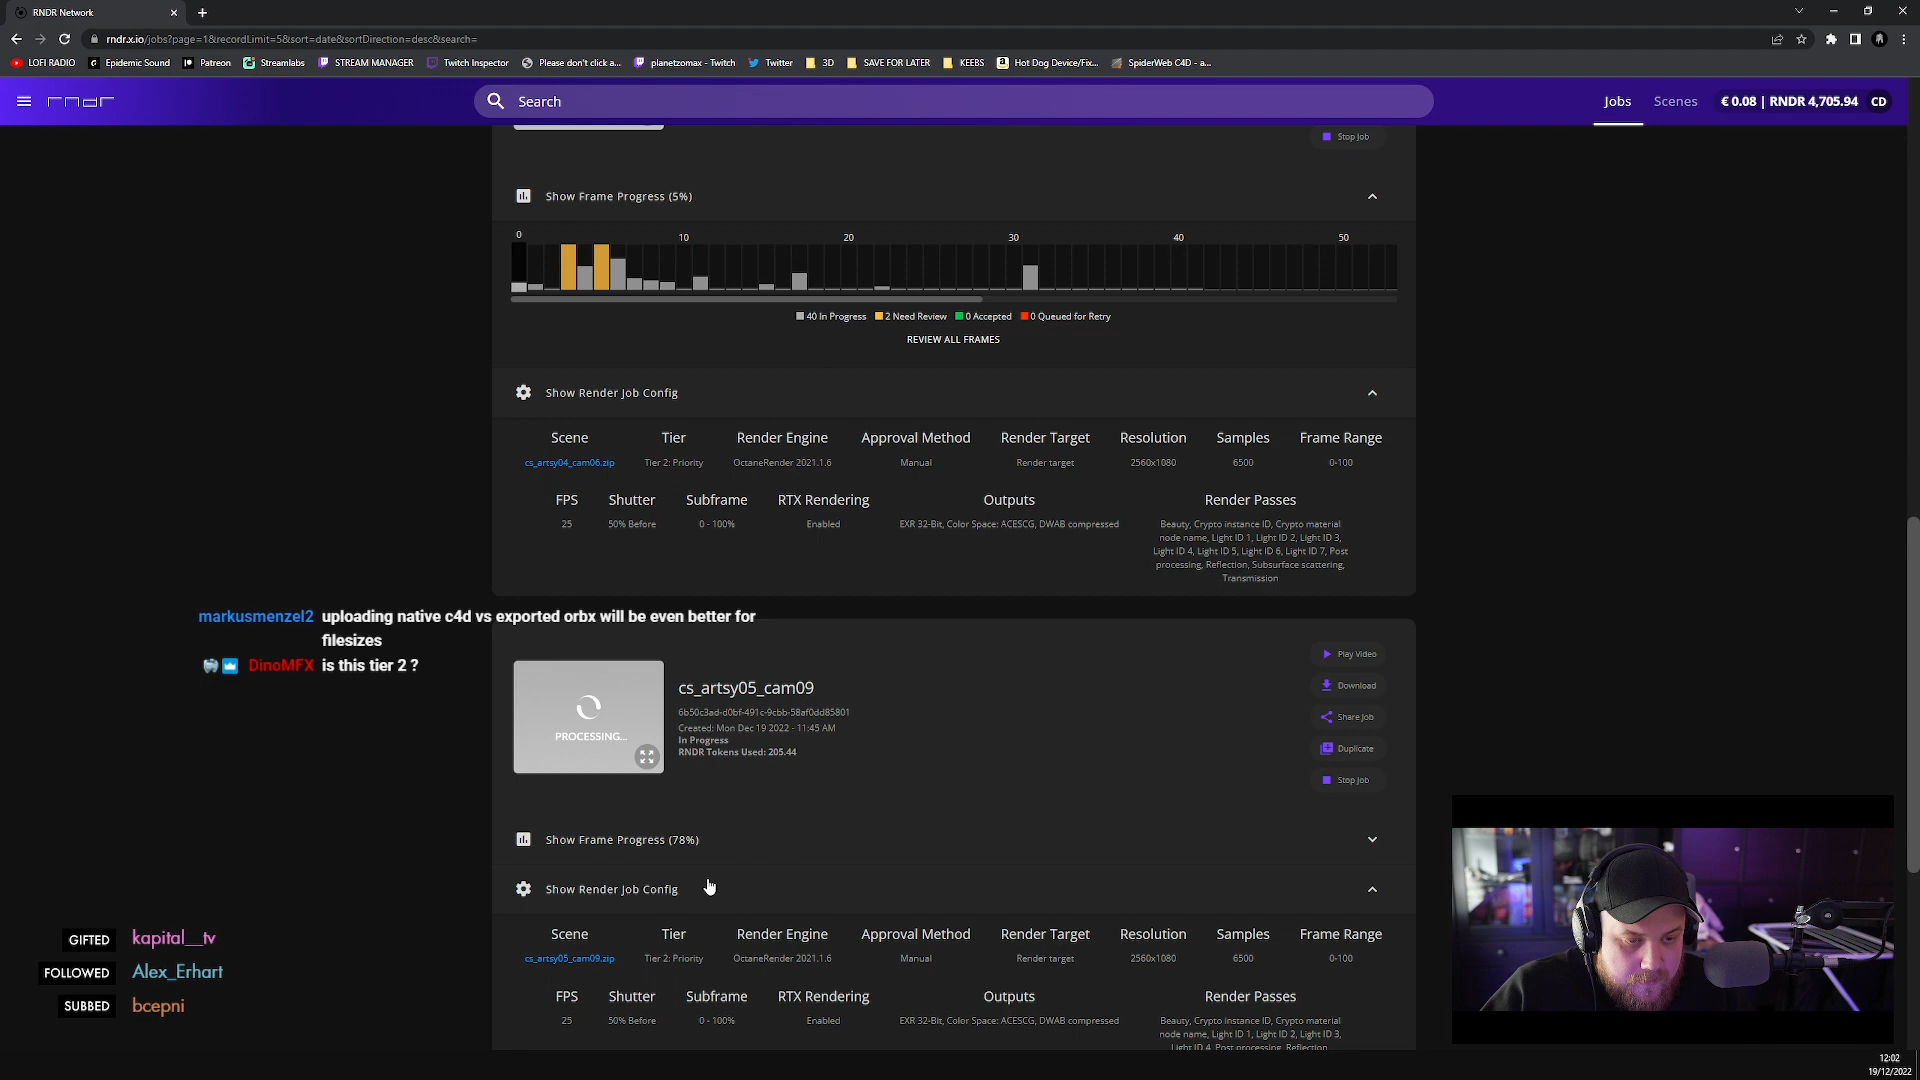 RNDR Network
rndr.x.io/jobs?page=1&recordLimit=5&sort=date&sortDirection=desc&search=
LOFI RADIO
Epidemic Sound
Patreon
Streamlabs
STREAM MANAGER
Twitch Inspector
Please don't click a...
planetzomax - Twitch
Twitter
3D
SAVE FOR LATER
KEEBS
Hot Dog Device/Fix...
SpiderWeb C4D - a...
rndr
Search
Jobs
Scenes
€ 0.08 | RNDR 4,705.94
CD
Stop Job
Show Frame Progress (5%)
0 10 20 30 40 50
40 In Progress 2 Need Review 0 Accepted 0 Queued for Retry
REVIEW ALL FRAMES
Show Render Job Config
Scene Tier Render Engine Approval Method Render Target Resolution Samples Frame Range
cs_artsy04_cam06.zip Tier 2: Priority OctaneRender 2021.1.6 Manual Render target 2560x1080 6500 0-100
FPS Shutter Subframe RTX Rendering Outputs Render Passes
25 50% Before 0 - 100% Enabled EXR 32-Bit, Color Space: ACESCG, DWAB compressed Beauty, Crypto instance ID, Crypto material
node name, Light ID 1, Light ID 2, Light ID 3,
Light ID 4, Light ID 5, Light ID 6, Light ID 7, Post
processing, Reflection, Subsurface scattering,
Transmission
markusmenzel2 uploading native c4d vs exported orbx will be even better for
filesizes
DinoMFX is this tier 2 ?
PROCESSING...
cs_artsy05_cam09
6b50c3ad-d0bf-491c-9cbb-58af0dd85801
Created: Mon Dec 19 2022 - 11:45 AM
In Progress
RNDR Tokens Used: 205.44
Play Video
Download
Share Job
Duplicate
Stop Job
Show Frame Progress (78%)
Show Render Job Config
Scene Tier Render Engine Approval Method Render Target Resolution Samples Frame Range
cs_artsy05_cam09.zip Tier 2: Priority OctaneRender 2021.1.6 Manual Render target 2560x1080 6500 0-100
FPS Shutter Subframe RTX Rendering Outputs Render Passes
25 50% Before 0 - 100% Enabled EXR 32-Bit, Color Space: ACESCG, DWAB compressed Beauty, Crypto instance ID, Crypto material
node name, Light ID 1, Light ID 2, Light ID 3,
Light ID 4, Post processing, Reflection,
GIFTED kapital__tv
FOLLOWED Alex_Erhart
SUBBED bcepni
12:02
19/12/2022